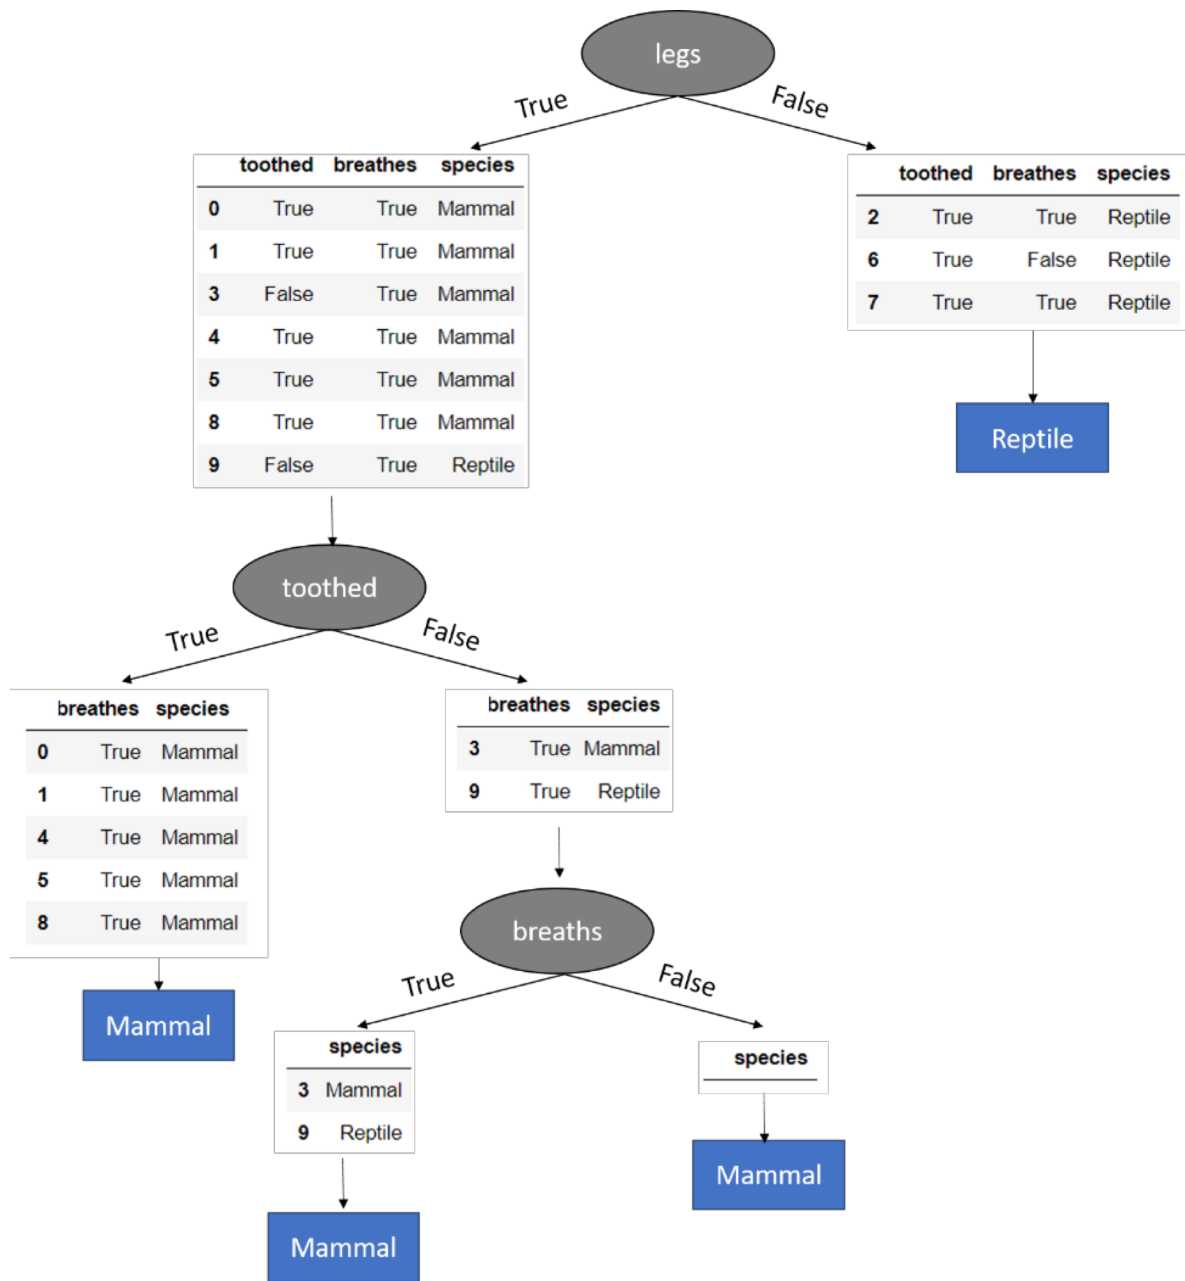 legs
True
False
toothed breathes species
0 True True Mammal
1 True True Mammal
3 False True Mammal
4 True True Mammal
5 True True Mammal
8 True True Mammal
9 False True Reptile
toothed breathes species
2 True True Reptile
6 True False Reptile
7 True True Reptile
Reptile
toothed
True
False
breathes species
0 True Mammal
1 True Mammal
4 True Mammal
5 True Mammal
8 True Mammal
Mammal
breathes species
3 True Mammal
9 True Reptile
breaths
True
False
species
3 Mammal
9 Reptile
Mammal
species
Mammal